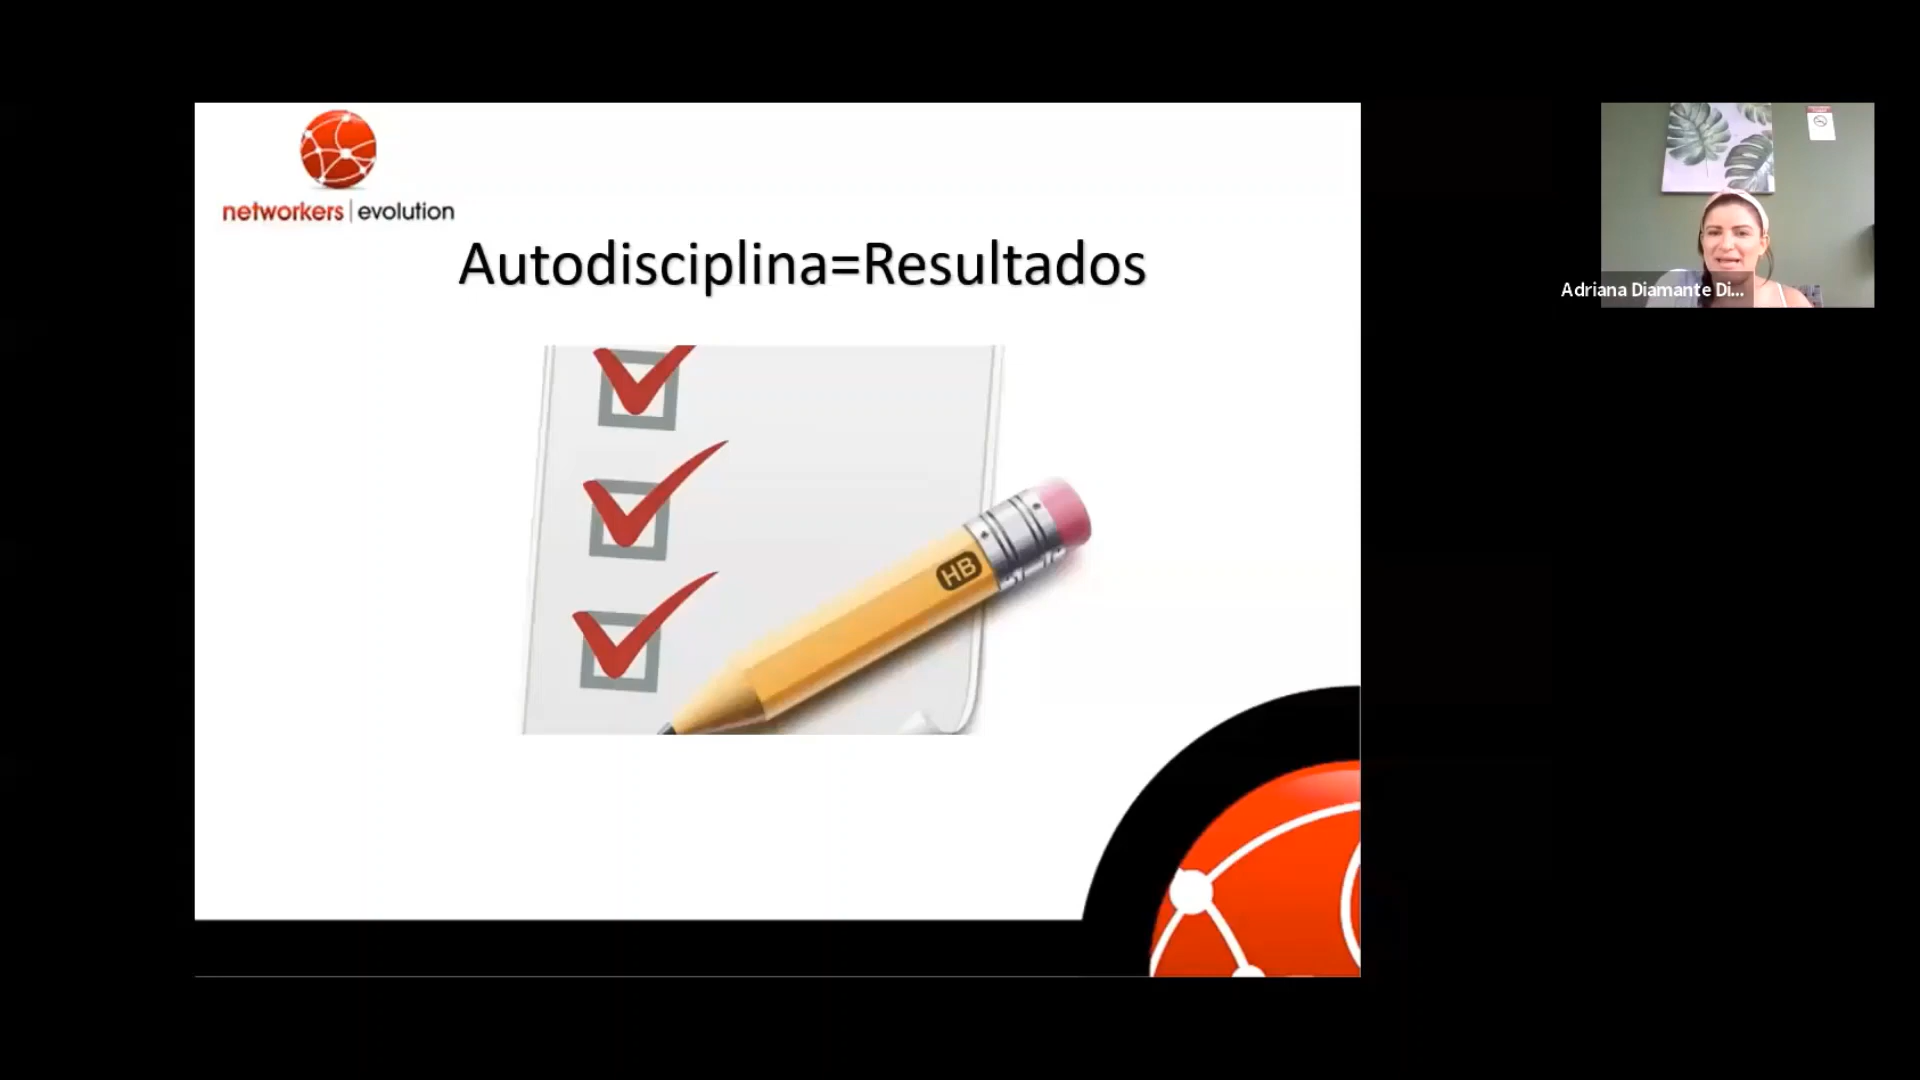 networkers|evolution
Autodisciplina=Resultados
HB
Adriana Diamante Di...